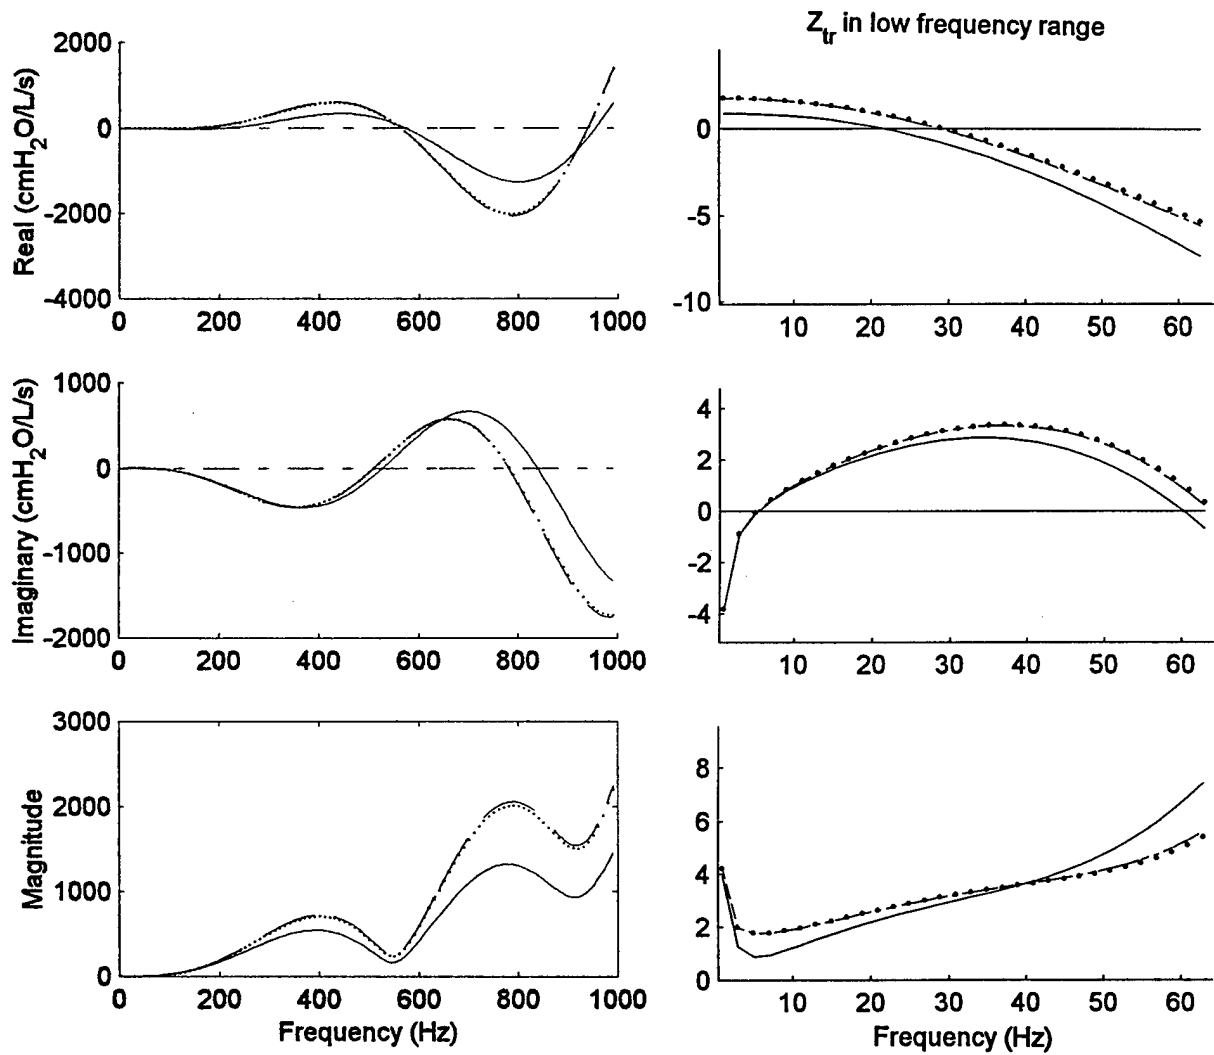 Z_tr in low frequency range
2000
0
-2000
-4000
Real (cmH₂O/L/s)
0 200 400 600 800 1000
0
-5
-10
10 20 30 40 50 60
1000
0
-1000
-2000
Imaginary (cmH₂O/L/s)
0 200 400 600 800 1000
4
2
0
-2
-4
10 20 30 40 50 60
3000
2000
1000
0
Magnitude
0 200 400 600 800 1000
Frequency (Hz)
8
6
4
2
0
10 20 30 40 50 60
Frequency (Hz)